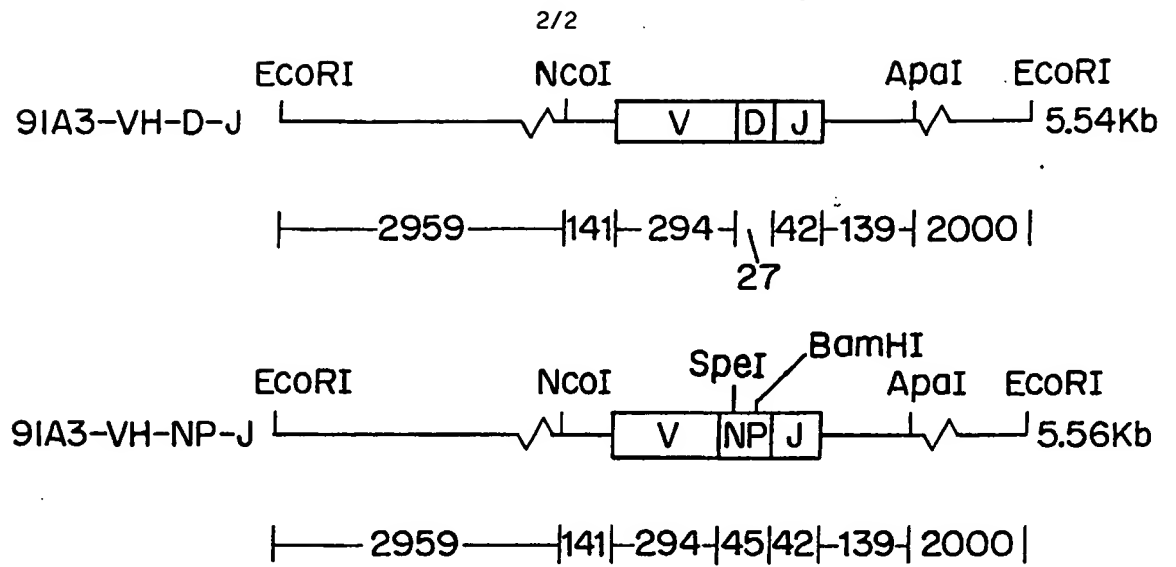 2/2
EcoRI NcoI ApaI EcoRI
91A3-VH-D-J V D J 5.54Kb
2959 141 294 42 139 2000
27
SpeI BamHI
EcoRI NcoI ApaI EcoRI
91A3-VH-NP-J V NP J 5.56Kb
2959 141 294 45 42 139 2000